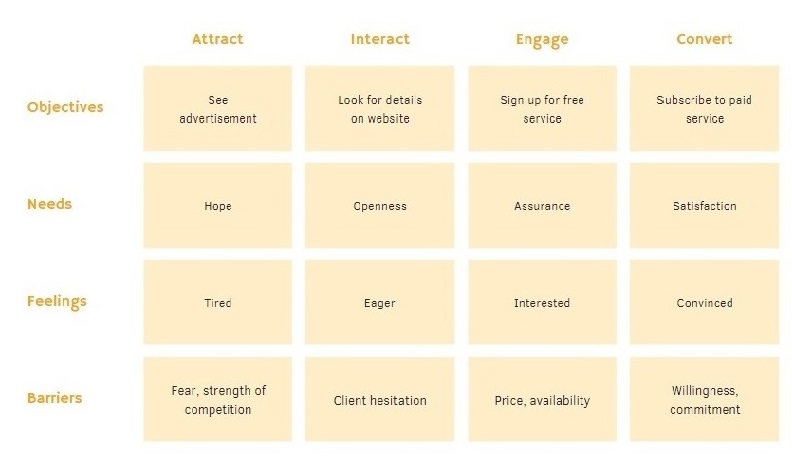 Attract Interact Engage Convert
Objectives
See
advertisement
Look for details
on website
Sign up for free
service
Subscribe to paid
service
Needs
Hope
Openness
Assurance
Satisfaction
Feelings
Tired
Eager
Interested
Convinced
Barriers
Fear, strength of
competition
Client hesitation
Price, availability
Willingness,
commitment